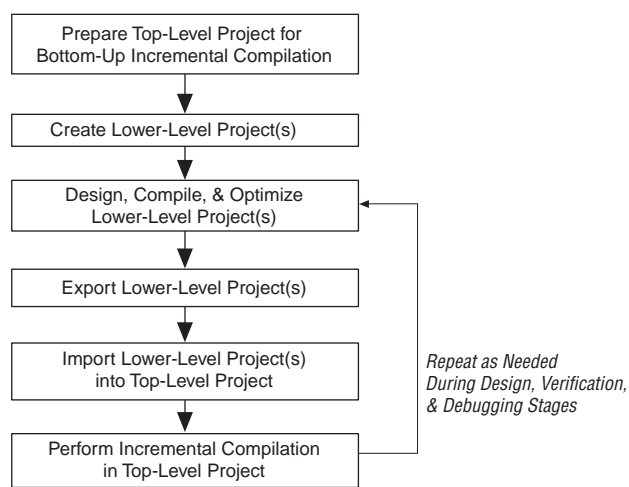 Prepare Top-Level Project for
Bottom-Up Incremental Compilation
Create Lower-Level Project(s)
Design, Compile, & Optimize
Lower-Level Project(s)
Export Lower-Level Project(s)
Import Lower-Level Project(s)
into Top-Level Project
Repeat as Needed
During Design, Verification,
& Debugging Stages
Perform Incremental Compilation
in Top-Level Project